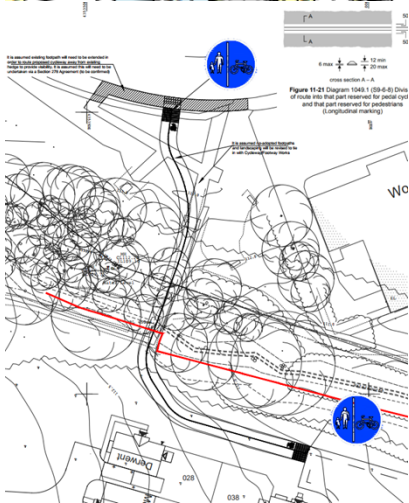 A
A
6 max
12 min
20 max
cross section A – A
Figure 11-21 Diagram 1049.1 (S9-6-8) Divis
of route into that part reserved for pedal cycl
and that part reserved for pedestrians
(Longitudinal marking)
It is assumed existing footpath will need to be extended in
order to route proposed cycleway away from existing
hedge to provide visibility. It is assumed this will need to be
undertaken via a Section 278 Agreement (to be confirmed)
It is assumed
footpaths
and landscaping will be revised to tie
in with Cycleway/Footway Works
Wo
Derwent
028
038